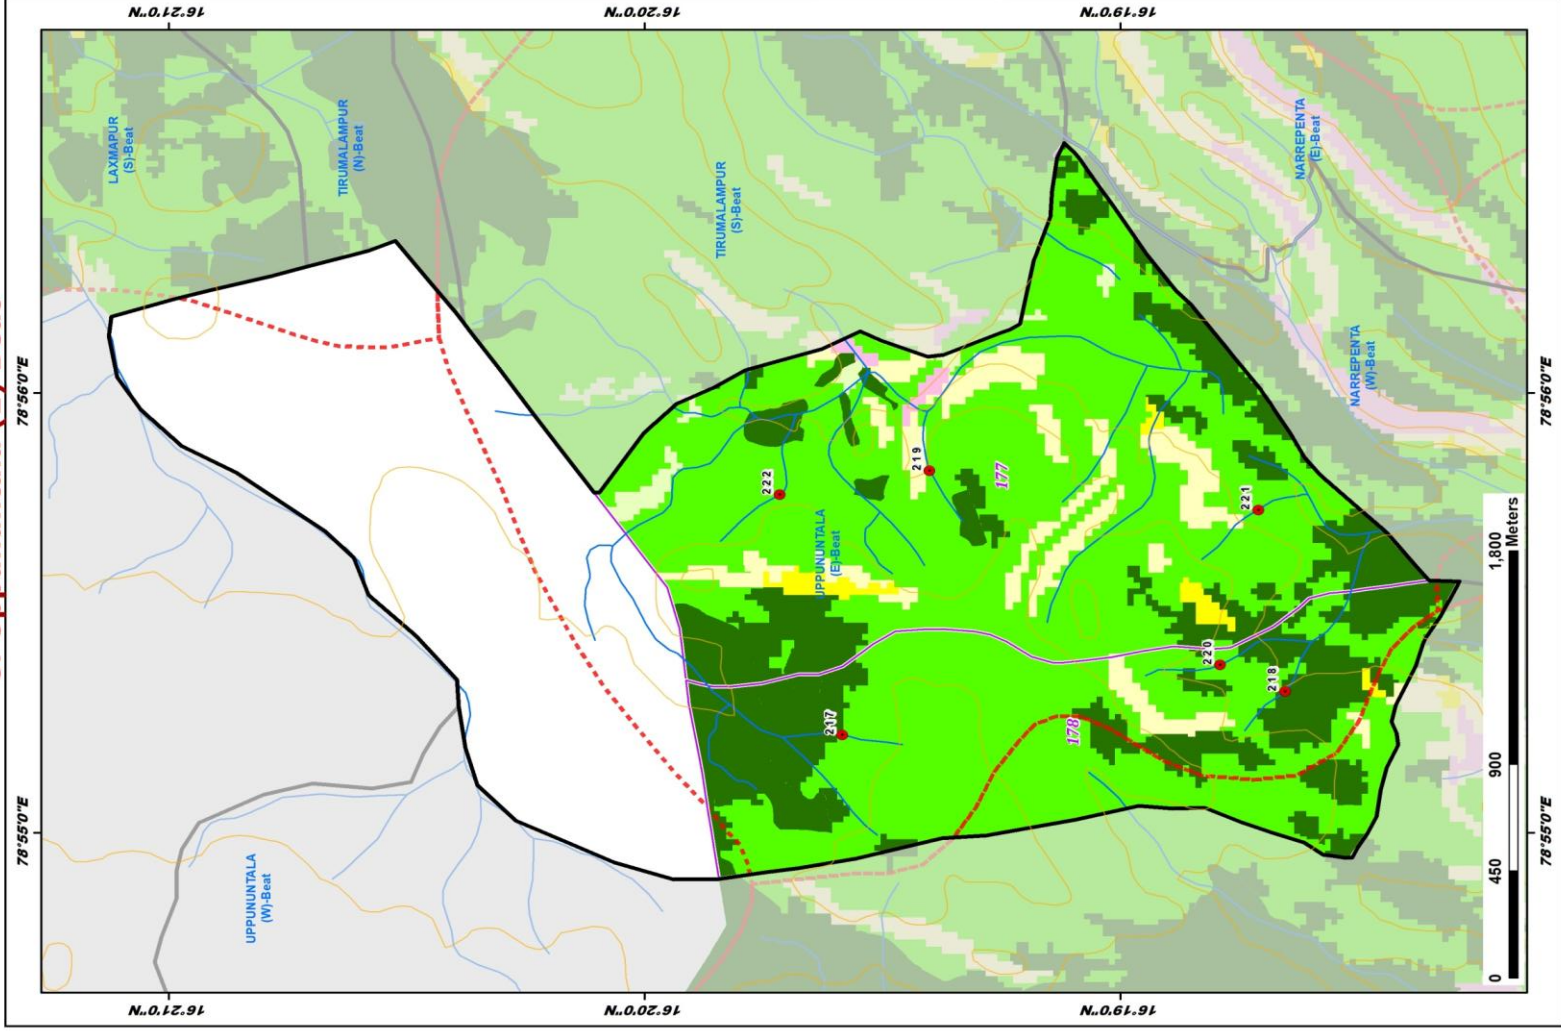 16°21'0"N
16°20'0"N
16°19'0"N
LAXMAPUR
(S)-Beat
TIRUMALAMPUR
(N)-Beat
TIRUMALAMPUR
(S)-Beat
NARREPENTA
(E)-Beat
NARREPENTA
(W)-Beat
78°56'0"E
78°56'0"E
222
219
177
221
UPPUNUNTALA
(E)-Beat
220
218
217
178
78°55'0"E
78°55'0"E
UPPUNUNTALA
(W)-Beat
0 450 900 1,800
Meters
16°21'0"N
16°20'0"N
16°19'0"N